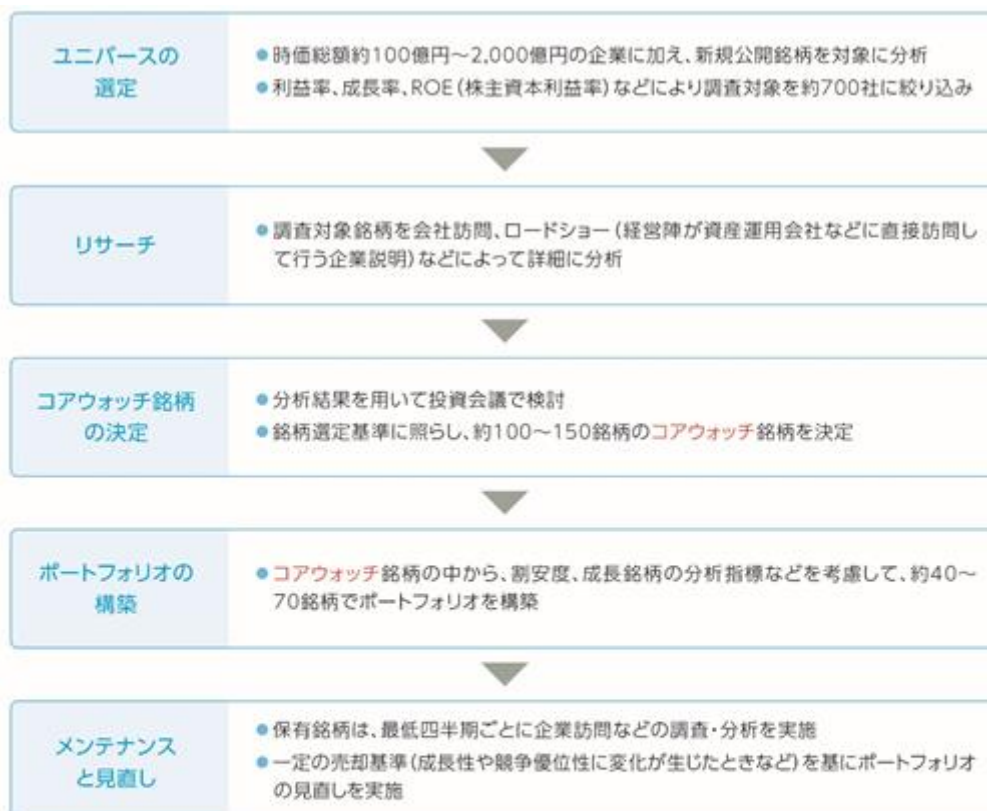 ユニバースの
選定
●時価総額約100億円～2,000億円の企業に加え、新規公開銘柄を対象に分析
●利益率、成長率、ROE(株主資本利益率)などにより調査対象を約700社に絞り込み
リサーチ
●調査対象銘柄を会社訪問、ロードショー(経営陣が資産運用会社などに直接訪問し
て行う企業説明)などによって詳細に分析
コアウォッチ銘柄
の決定
●分析結果を用いて投資会議で検討
●銘柄選定基準に照らし、約100～150銘柄のコアウォッチ銘柄を決定
ポートフォリオの
構築
●コアウォッチ銘柄の中から、割安度、成長銘柄の分析指標などを考慮して、約40～
70銘柄でポートフォリオを構築
メンテナンス
と見直し
●保有銘柄は、最低四半期ごとに企業訪問などの調査・分析を実施
●一定の売却基準(成長性や競争優位性に変化が生じたときなど)を基にポートフォリオ
の見直しを実施